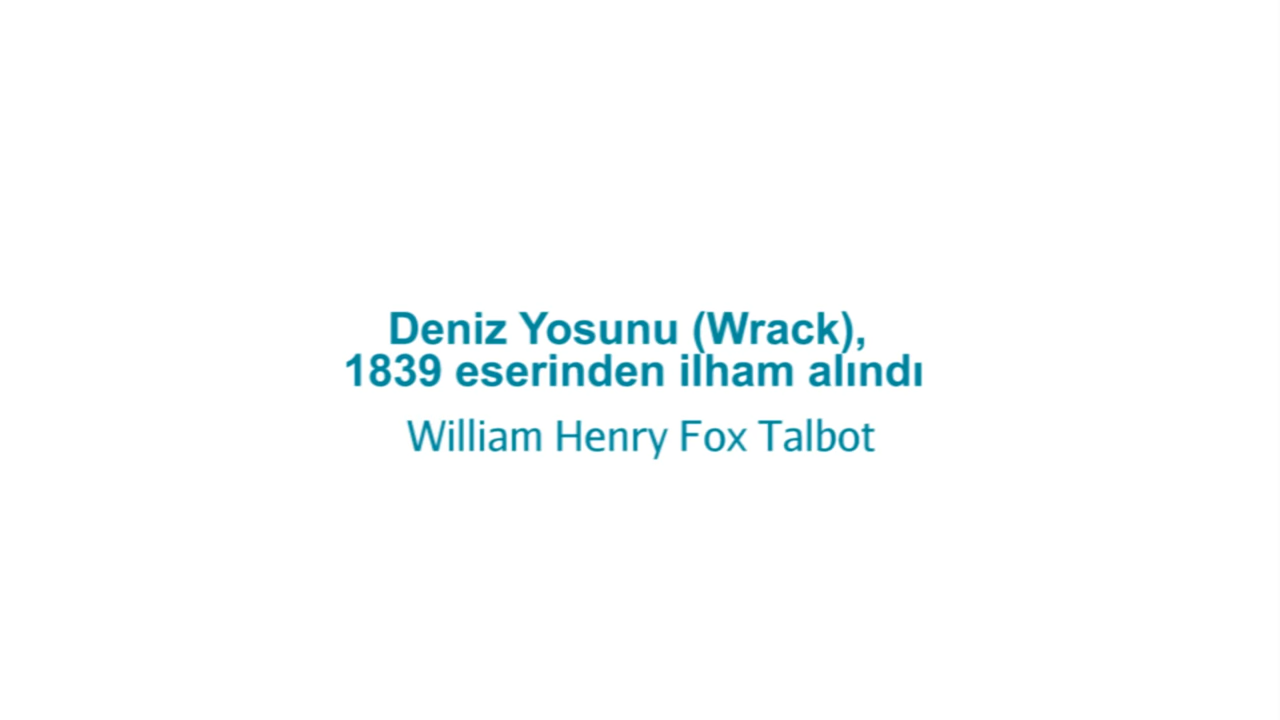 Deniz Yosunu (Wrack),
1839 eserinden ilham alındı
William Henry Fox Talbot